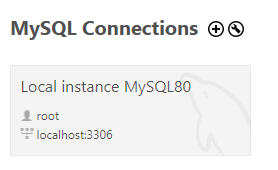 MySQL Connections
Local instance MySQL80
root
localhost:3306